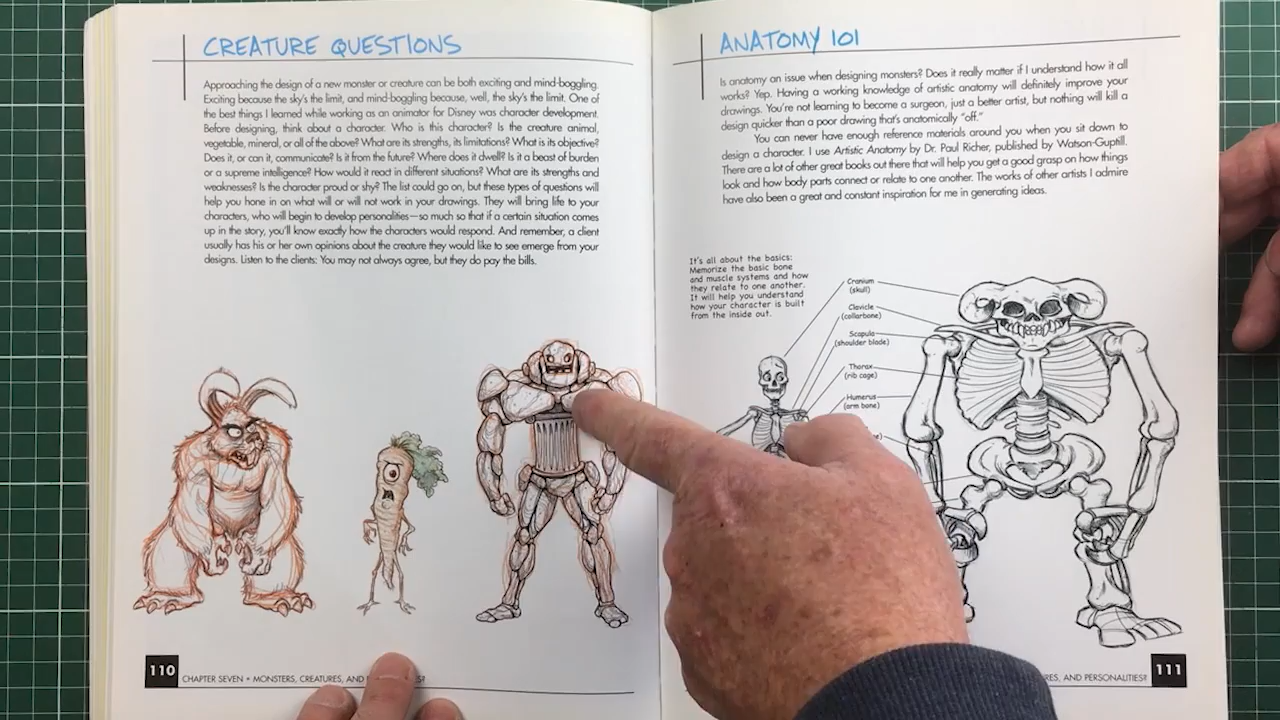 CREATURE QUESTIONS
Approaching the design of a new monster or creature can be both exciting and mind-boggling.
Exciting because the sky's the limit, and mind-boggling because, well, the sky's the limit. One of
the best things I learned while working as an animator for Disney was character development.
Before designing, think about a character. Who is this character? Is the creature animal,
vegetable, mineral, or all of the above? What are its strengths, its limitations? What is its objective?
Does it, or can it, communicate? Is it from the future? Where does it dwell? Is it a beast of burden
or a supreme intelligence? How would it react in different situations? What are its strengths and
weaknesses? Is the character proud or shy? The list could go on, but these types of questions will
help you hone in on what will or will not work in your drawings. They will bring life to your
characters, who will begin to develop personalities—so much so that if a certain situation comes
up in the story, you'll know exactly how the characters would respond. And remember, a client
usually has his or her own opinions about the creature they would like to see emerge from your
designs. Listen to the clients: You may not always agree, but they do pay the bills.
110
CHAPTER SEVEN • MONSTERS, CREATURES, AND
ANATOMY 101
Is anatomy an issue when designing monsters? Does it really matter if I understand how it all
works? Yep. Having a working knowledge of artistic anatomy will definitely improve your
drawings. You're not learning to become a surgeon, just a better artist, but nothing will kill a
design quicker than a poor drawing that's anatomically "off."
You can never have enough reference materials around you when you sit down to
design a character. I use Artistic Anatomy by Dr. Paul Richer, published by Watson-Guptill.
There are a lot of other great books out there that will help you get a good grasp on how things
look and how body parts connect or relate to one another. The works of other artists I admire
have also been a great and constant inspiration for me in generating ideas.
It's all about the basics:
Memorize the basic bone
and muscle systems and how
they relate to one another.
It will help you understand
how your character is built
from the inside out.
Cranium
(skull)
Clavicle
(collarbone)
Scapula
(shoulder blade)
Thorax
(rib cage)
Humerus
(arm bone)
AND PERSONALITIES?
111